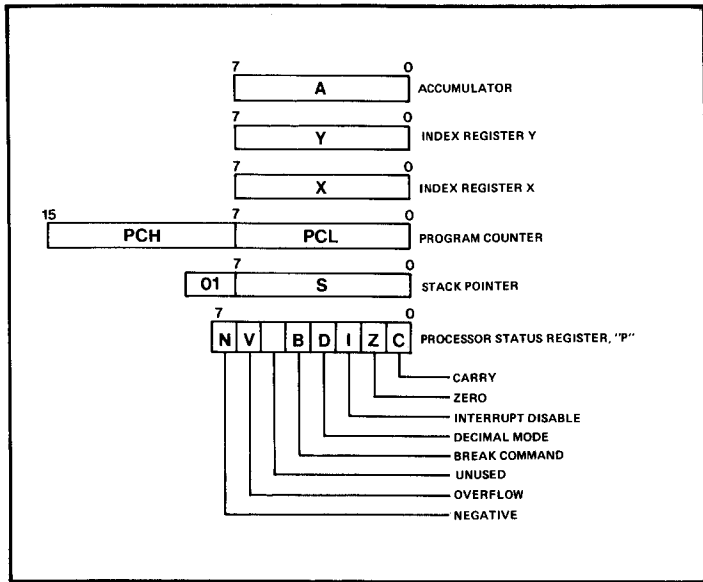 7 0
A ACCUMULATOR
7 0
Y INDEX REGISTER Y
7 0
X INDEX REGISTER X
15 7 0
PCH PCL PROGRAM COUNTER
7 0
01 S STACK POINTER
7 0
N V B D I Z C PROCESSOR STATUS REGISTER, "P"
CARRY
ZERO
INTERRUPT DISABLE
DECIMAL MODE
BREAK COMMAND
UNUSED
OVERFLOW
NEGATIVE